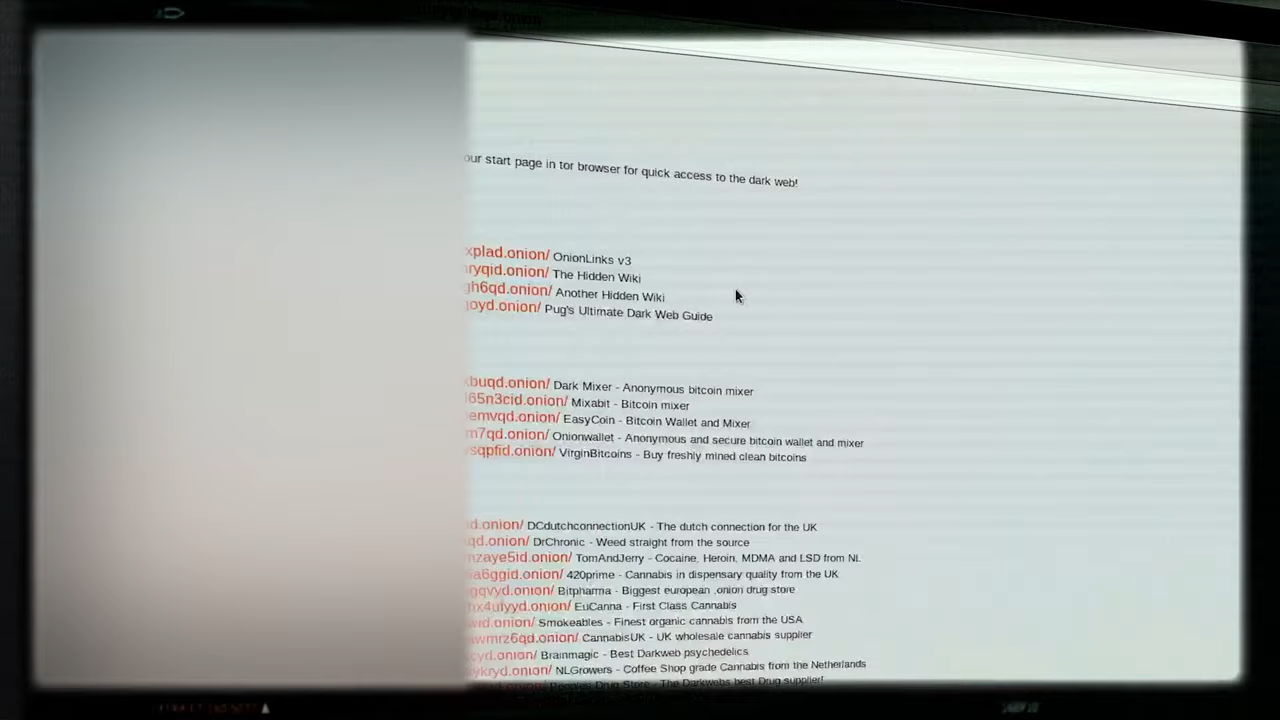 our start page in tor browser for quick access to the dark web!
xplad.onion/ OnionLinks v3
ryqid.onion/ The Hidden Wiki
gh6qd.onion/ Another Hidden Wiki
oyd.onion/ Pug's Ultimate Dark Web Guide
buqd.onion/ Dark Mixer - Anonymous bitcoin mixer
l65n3cid.onion/ Mixabit - Bitcoin mixer
emvqd.onion/ EasyCoin - Bitcoin Wallet and Mixer
m7qd.onion/ Onionwallet - Anonymous and secure bitcoin wallet and mixer
sqpfid.onion/ VirginBitcoins - Buy freshly mined clean bitcoins
d.onion/ DCdutchconnectionUK - The dutch connection for the UK
qd.onion/ DrChronic - Weed straight from the source
nzaye5id.onion/ TomAndJerry - Cocaine, Heroin, MDMA and LSD from NL
a6ggid.onion/ 420prime - Cannabis in dispensary quality from the UK
gqvyd.onion/ Bitpharma - Biggest european .onion drug store
bx4ufyyd.onion/ EuCanna - First Class Cannabis
wid.onion/ Smokeables - Finest organic cannabis from the USA
wmrz6qd.onion/ CannabisUK - UK wholesale cannabis supplier
cyd.onion/ Brainmagic - Best Darkweb psychedelics
ykryd.onion/ NLGrowers - Coffee Shop grade Cannabis from the Netherlands
Peoples Drug Store - The Darkwebs best Drug supplier!